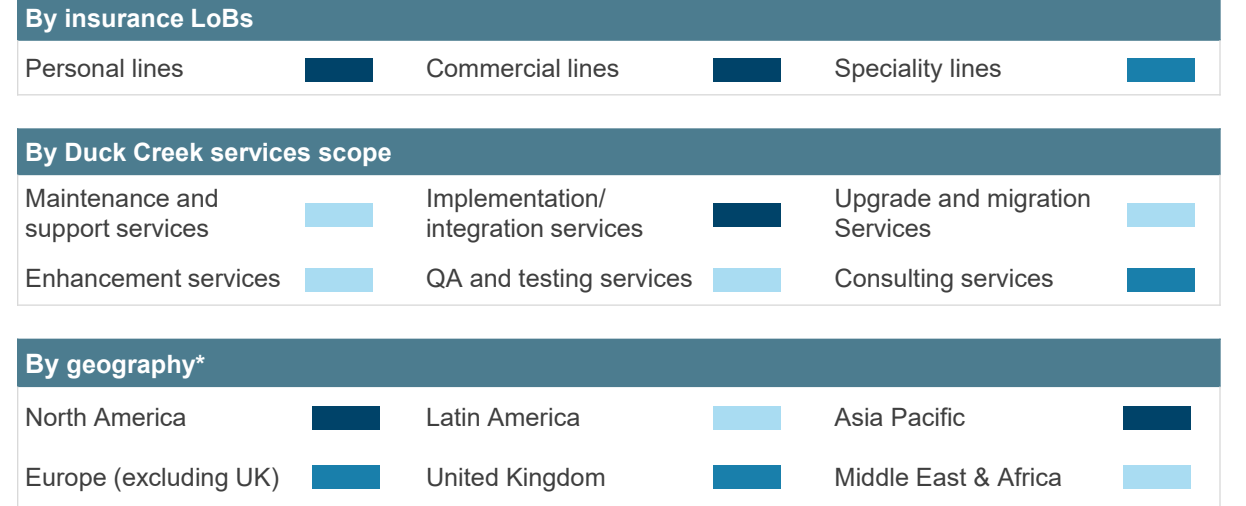 By insurance LoBs
Personal lines
Commercial lines
Speciality lines
By Duck Creek services scope
Maintenance and
support services
Implementation/
integration services
Upgrade and migration
Services
Enhancement services
QA and testing services
Consulting services
By geography*
North America
Latin America
Asia Pacific
Europe (excluding UK)
United Kingdom
Middle East & Africa